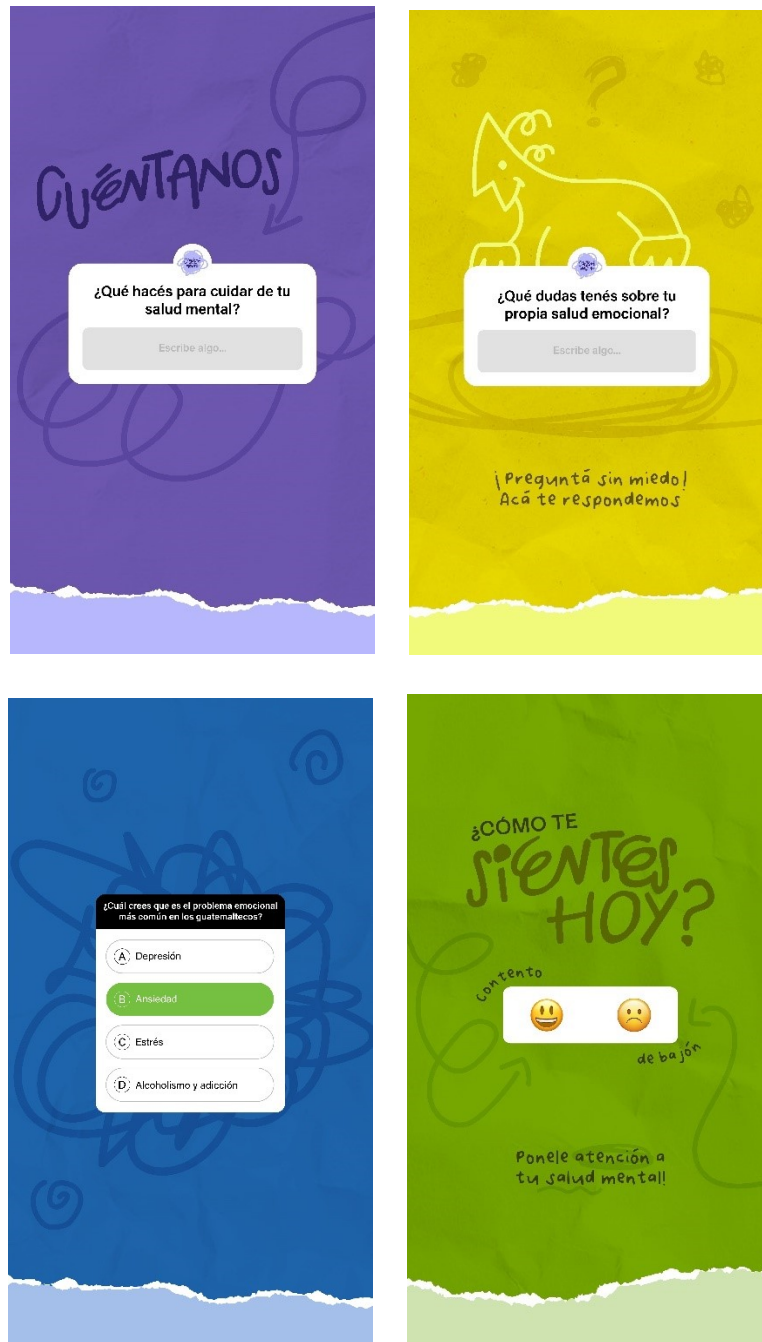 CUÉNTANOS
¿Qué hacés para cuidar de tu
salud mental?
Escribe algo...
?
¿Qué dudas tenés sobre tu
propia salud emocional?
Escribe algo...
¡Preguntá sin miedo!
Acá te respondemos
¿Cuál crees que es el problema emocional
más común en los guatemaltecos?
A Depresión
B Ansiedad
C Estrés
D Alcoholismo y adicción
¿CÓMO TE
SIENTES
HOY?
contento
de bajón
Ponele atención a
tu salud mental!